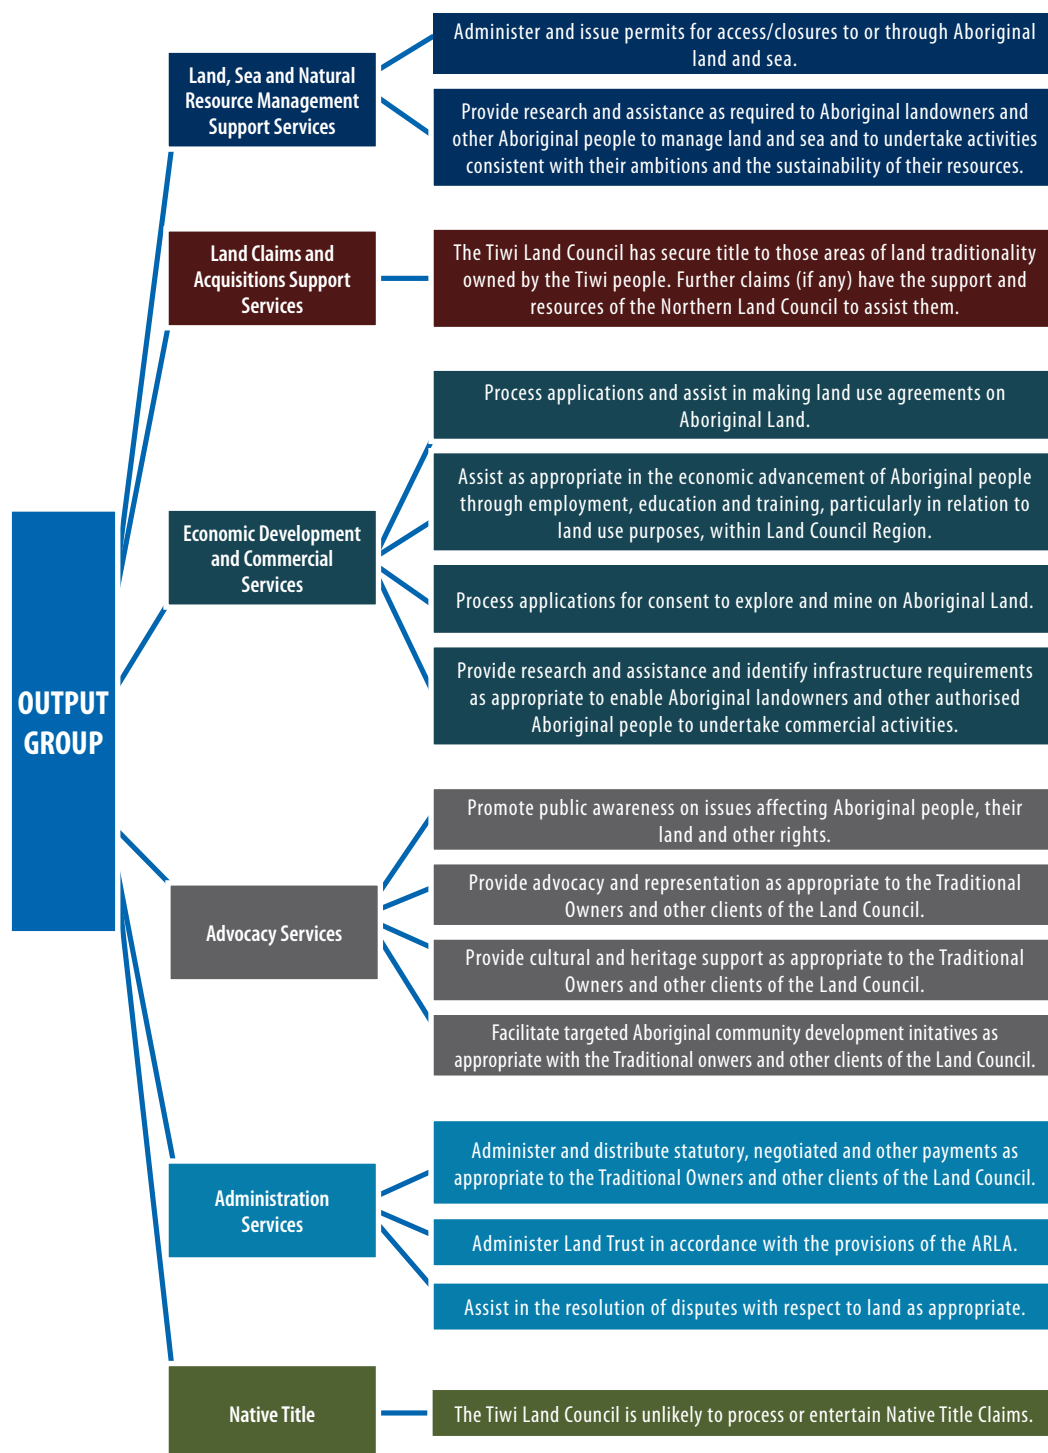 OUTPUT
GROUP
Land, Sea and Natural
Resource Management
Support Services
Administer and issue permits for access/closures to or through Aboriginal
land and sea.
Provide research and assistance as required to Aboriginal landowners and
other Aboriginal people to manage land and sea and to undertake activities
consistent with their ambitions and the sustainability of their resources.
Land Claims and
Acquisitions Support
Services
The Tiwi Land Council has secure title to those areas of land traditionality
owned by the Tiwi people. Further claims (if any) have the support and
resources of the Northern Land Council to assist them.
Economic Development
and Commercial
Services
Process applications and assist in making land use agreements on
Aboriginal Land.
Assist as appropriate in the economic advancement of Aboriginal people
through employment, education and training, particularly in relation to
land use purposes, within Land Council Region.
Process applications for consent to explore and mine on Aboriginal Land.
Provide research and assistance and identify infrastructure requirements
as appropriate to enable Aboriginal landowners and other authorised
Aboriginal people to undertake commercial activities.
Advocacy Services
Promote public awareness on issues affecting Aboriginal people, their
land and other rights.
Provide advocacy and representation as appropriate to the Traditional
Owners and other clients of the Land Council.
Provide cultural and heritage support as appropriate to the Traditional
Owners and other clients of the Land Council.
Facilitate targeted Aboriginal community development initatives as
appropriate with the Traditional onwers and other clients of the Land Council.
Administration
Services
Administer and distribute statutory, negotiated and other payments as
appropriate to the Traditional Owners and other clients of the Land Council.
Administer Land Trust in accordance with the provisions of the ARLA.
Assist in the resolution of disputes with respect to land as appropriate.
Native Title
The Tiwi Land Council is unlikely to process or entertain Native Title Claims.